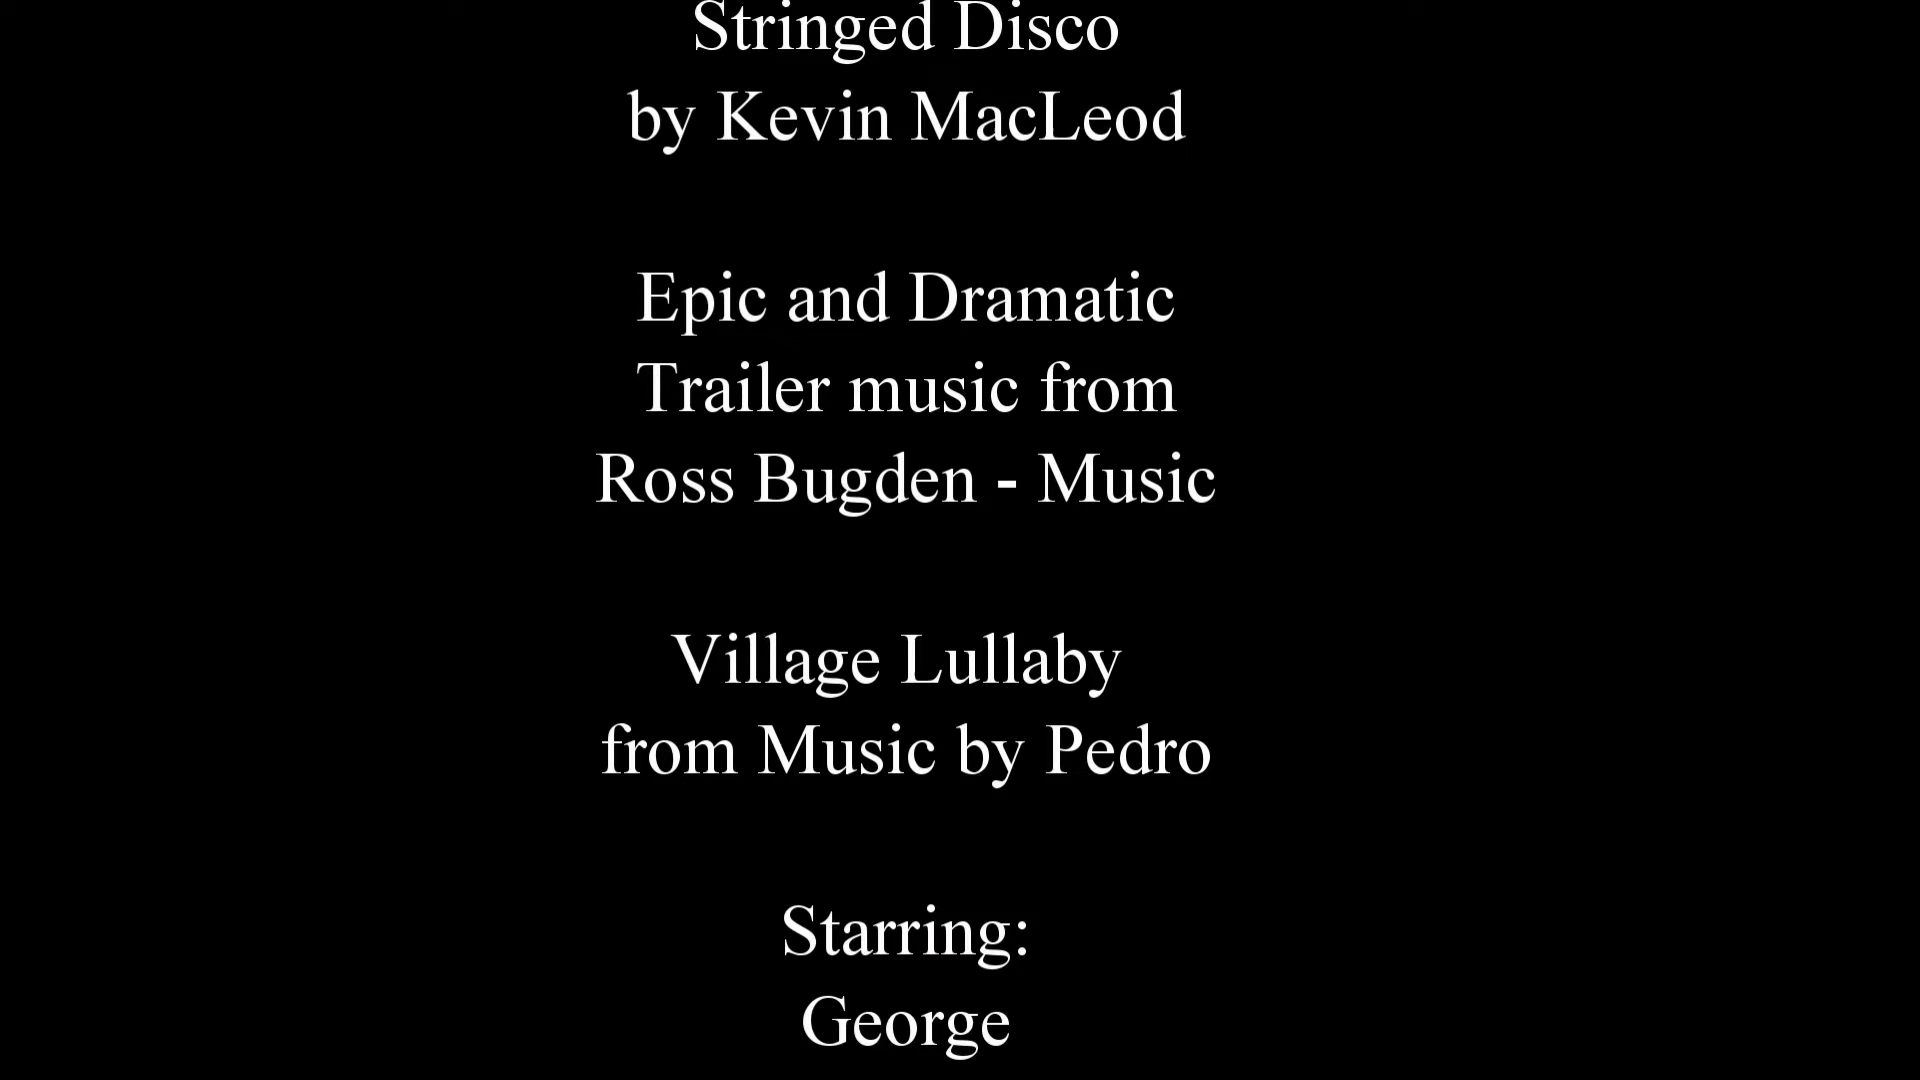 Stringed Disco
by Kevin MacLeod
Epic and Dramatic
Trailer music from
Ross Bugden - Music
Village Lullaby
from Music by Pedro
Starring:
George